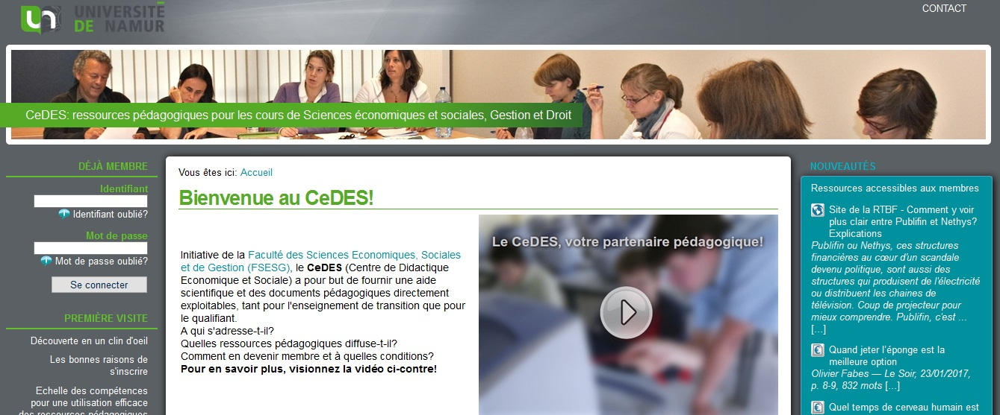 UNIVERSITÉ
DE NAMUR
CONTACT
CeDES: ressources pédagogiques pour les cours de Sciences économiques et sociales, Gestion et Droit
DÉJÀ MEMBRE
Identifiant
Identifiant oublié?
Mot de passe
Mot de passe oublié?
Se connecter
PREMIÈRE VISITE
Découverte en un clin d'oeil
Les bonnes raisons de
s'inscrire
Echelle des compétences
pour une utilisation efficace
des ressources pédagogiques
Vous êtes ici: Accueil
Bienvenue au CeDES!
Initiative de la Faculté des Sciences Economiques, Sociales
et de Gestion (FSESG), le CeDES (Centre de Didactique
Economique et Sociale) a pour but de fournir une aide
scientifique et des documents pédagogiques directement
exploitables, tant pour l'enseignement de transition que pour
le qualifiant.
A qui s'adresse-t-il?
Quelles ressources pédagogiques diffuse-t-il?
Comment en devenir membre et à quelles conditions?
Pour en savoir plus, visionnez la vidéo ci-contre!
Le CeDES, votre partenaire pédagogique!
NOUVEAUTÉS
Ressources accessibles aux membres
Site de la RTBF - Comment y voir
plus clair entre Publifin et Nethys?
Explications
Publifin ou Nethys, ces structures
financières au cœur d'un scandale
devenu politique, sont aussi des
structures qui produisent de l'électricité
ou distribuent les chaines de
télévision. Coup de projecteur pour
mieux comprendre. Publifin, c'est ...
[...]
Quand jeter l'éponge est la
meilleure option
Olivier Fabes — Le Soir, 23/01/2017,
p. 8-9, 832 mots [...]
Quel temps de cerveau humain est